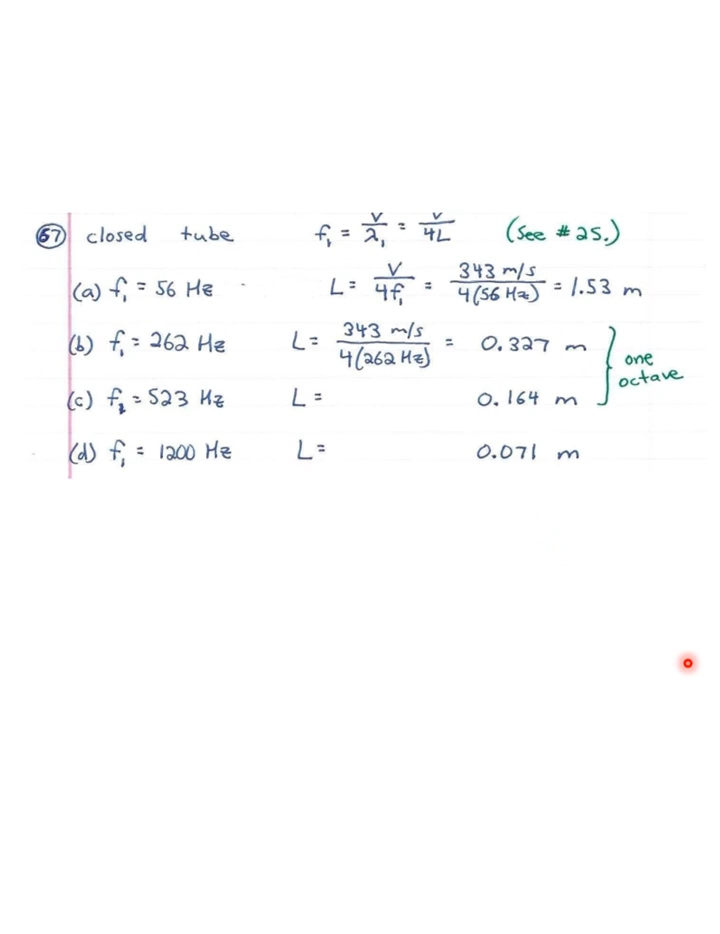 67 closed tube f₁ = v/λ₁ = v/4L (See # 25.)
(a) f₁ = 56 Hz L = v/4f₁ = 343 m/s / 4(56 Hz) = 1.53 m
(b) f₁ = 262 Hz L = 343 m/s / 4(262 Hz) = 0.327 m
one octave
(c) f₁ = 523 Hz L = 0.164 m
(d) f₁ = 1200 Hz L = 0.071 m